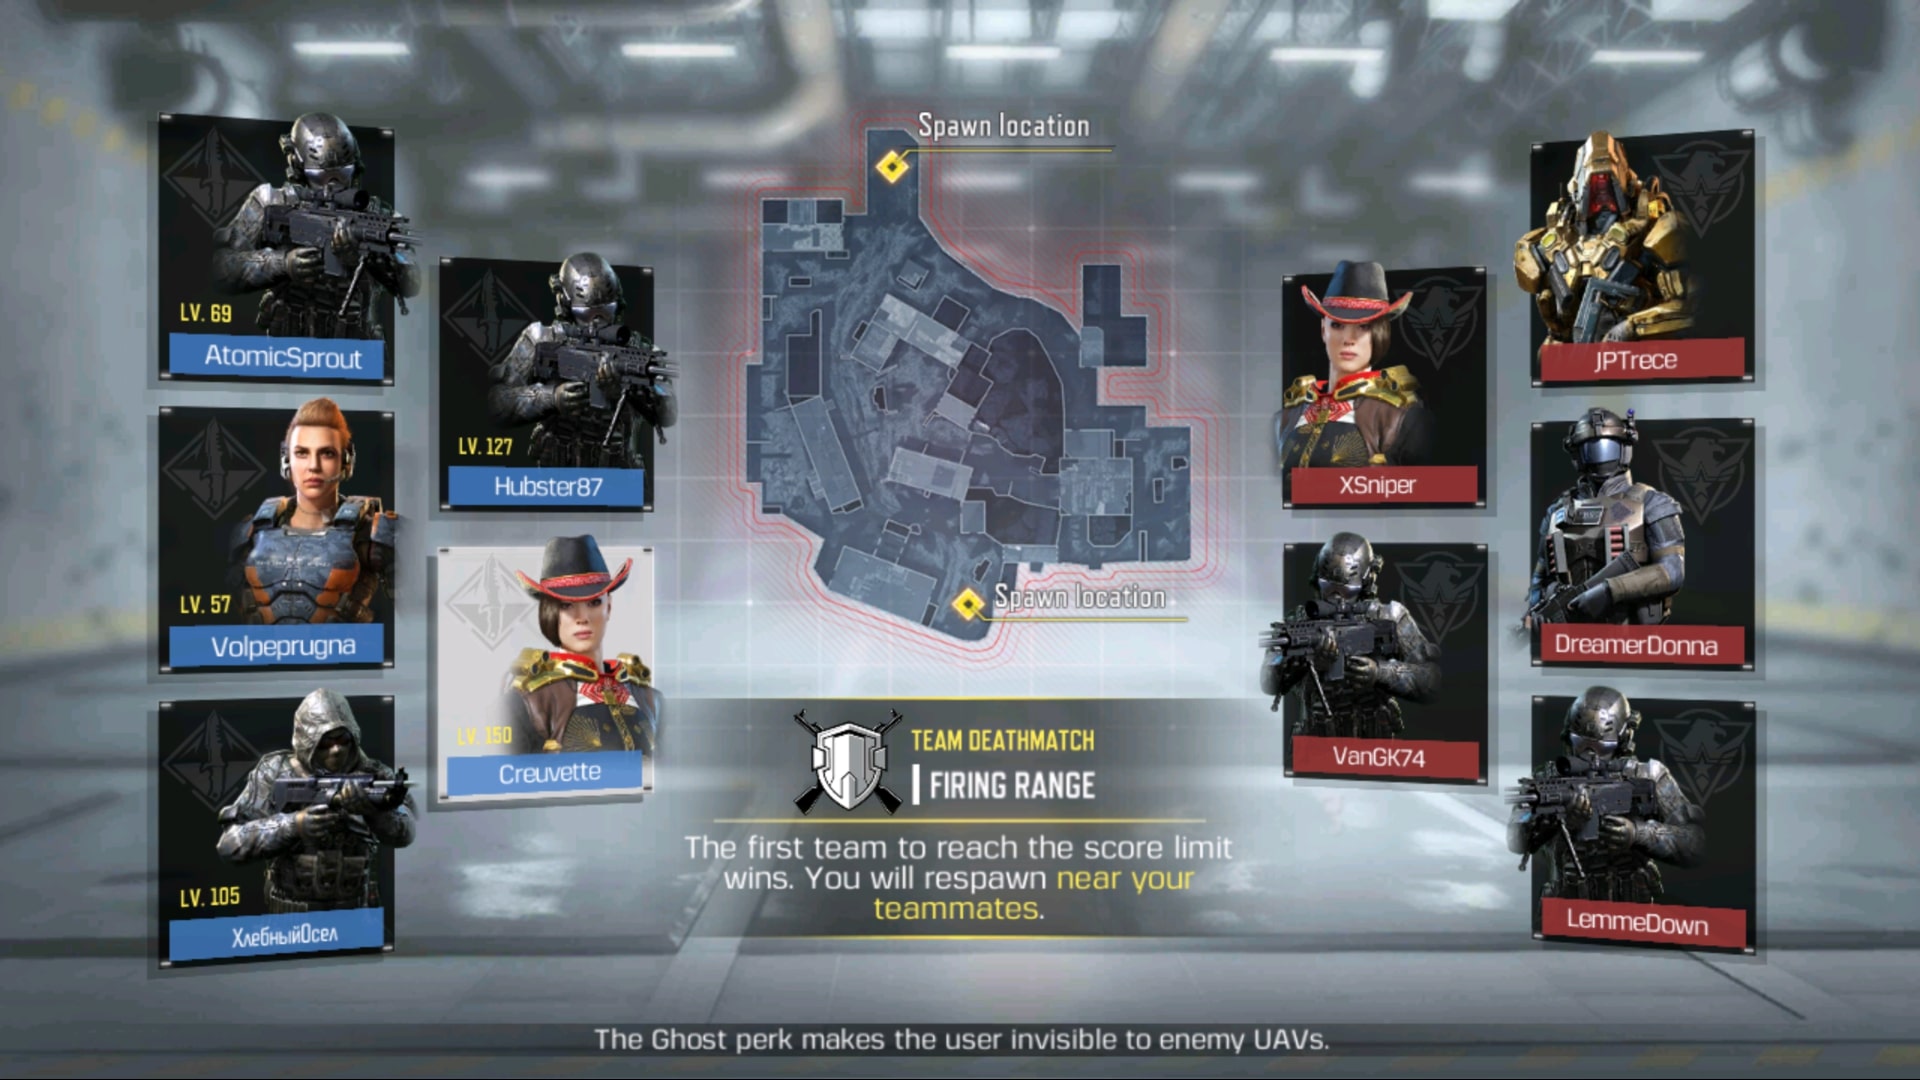 Spawn location
LV. 69
AtomicSprout
LV. 127
Hubster87
LV. 57
Volpeprugna
LV. 150
Creuvette
LV. 105
ХлебныйОсел
JPTrece
XSniper
DreamerDonna
VanGK74
LemmeDown
Spawn location
TEAM DEATHMATCH
FIRING RANGE
The first team to reach the score limit
wins. You will respawn near your
teammates.
The Ghost perk makes the user invisible to enemy UAVs.